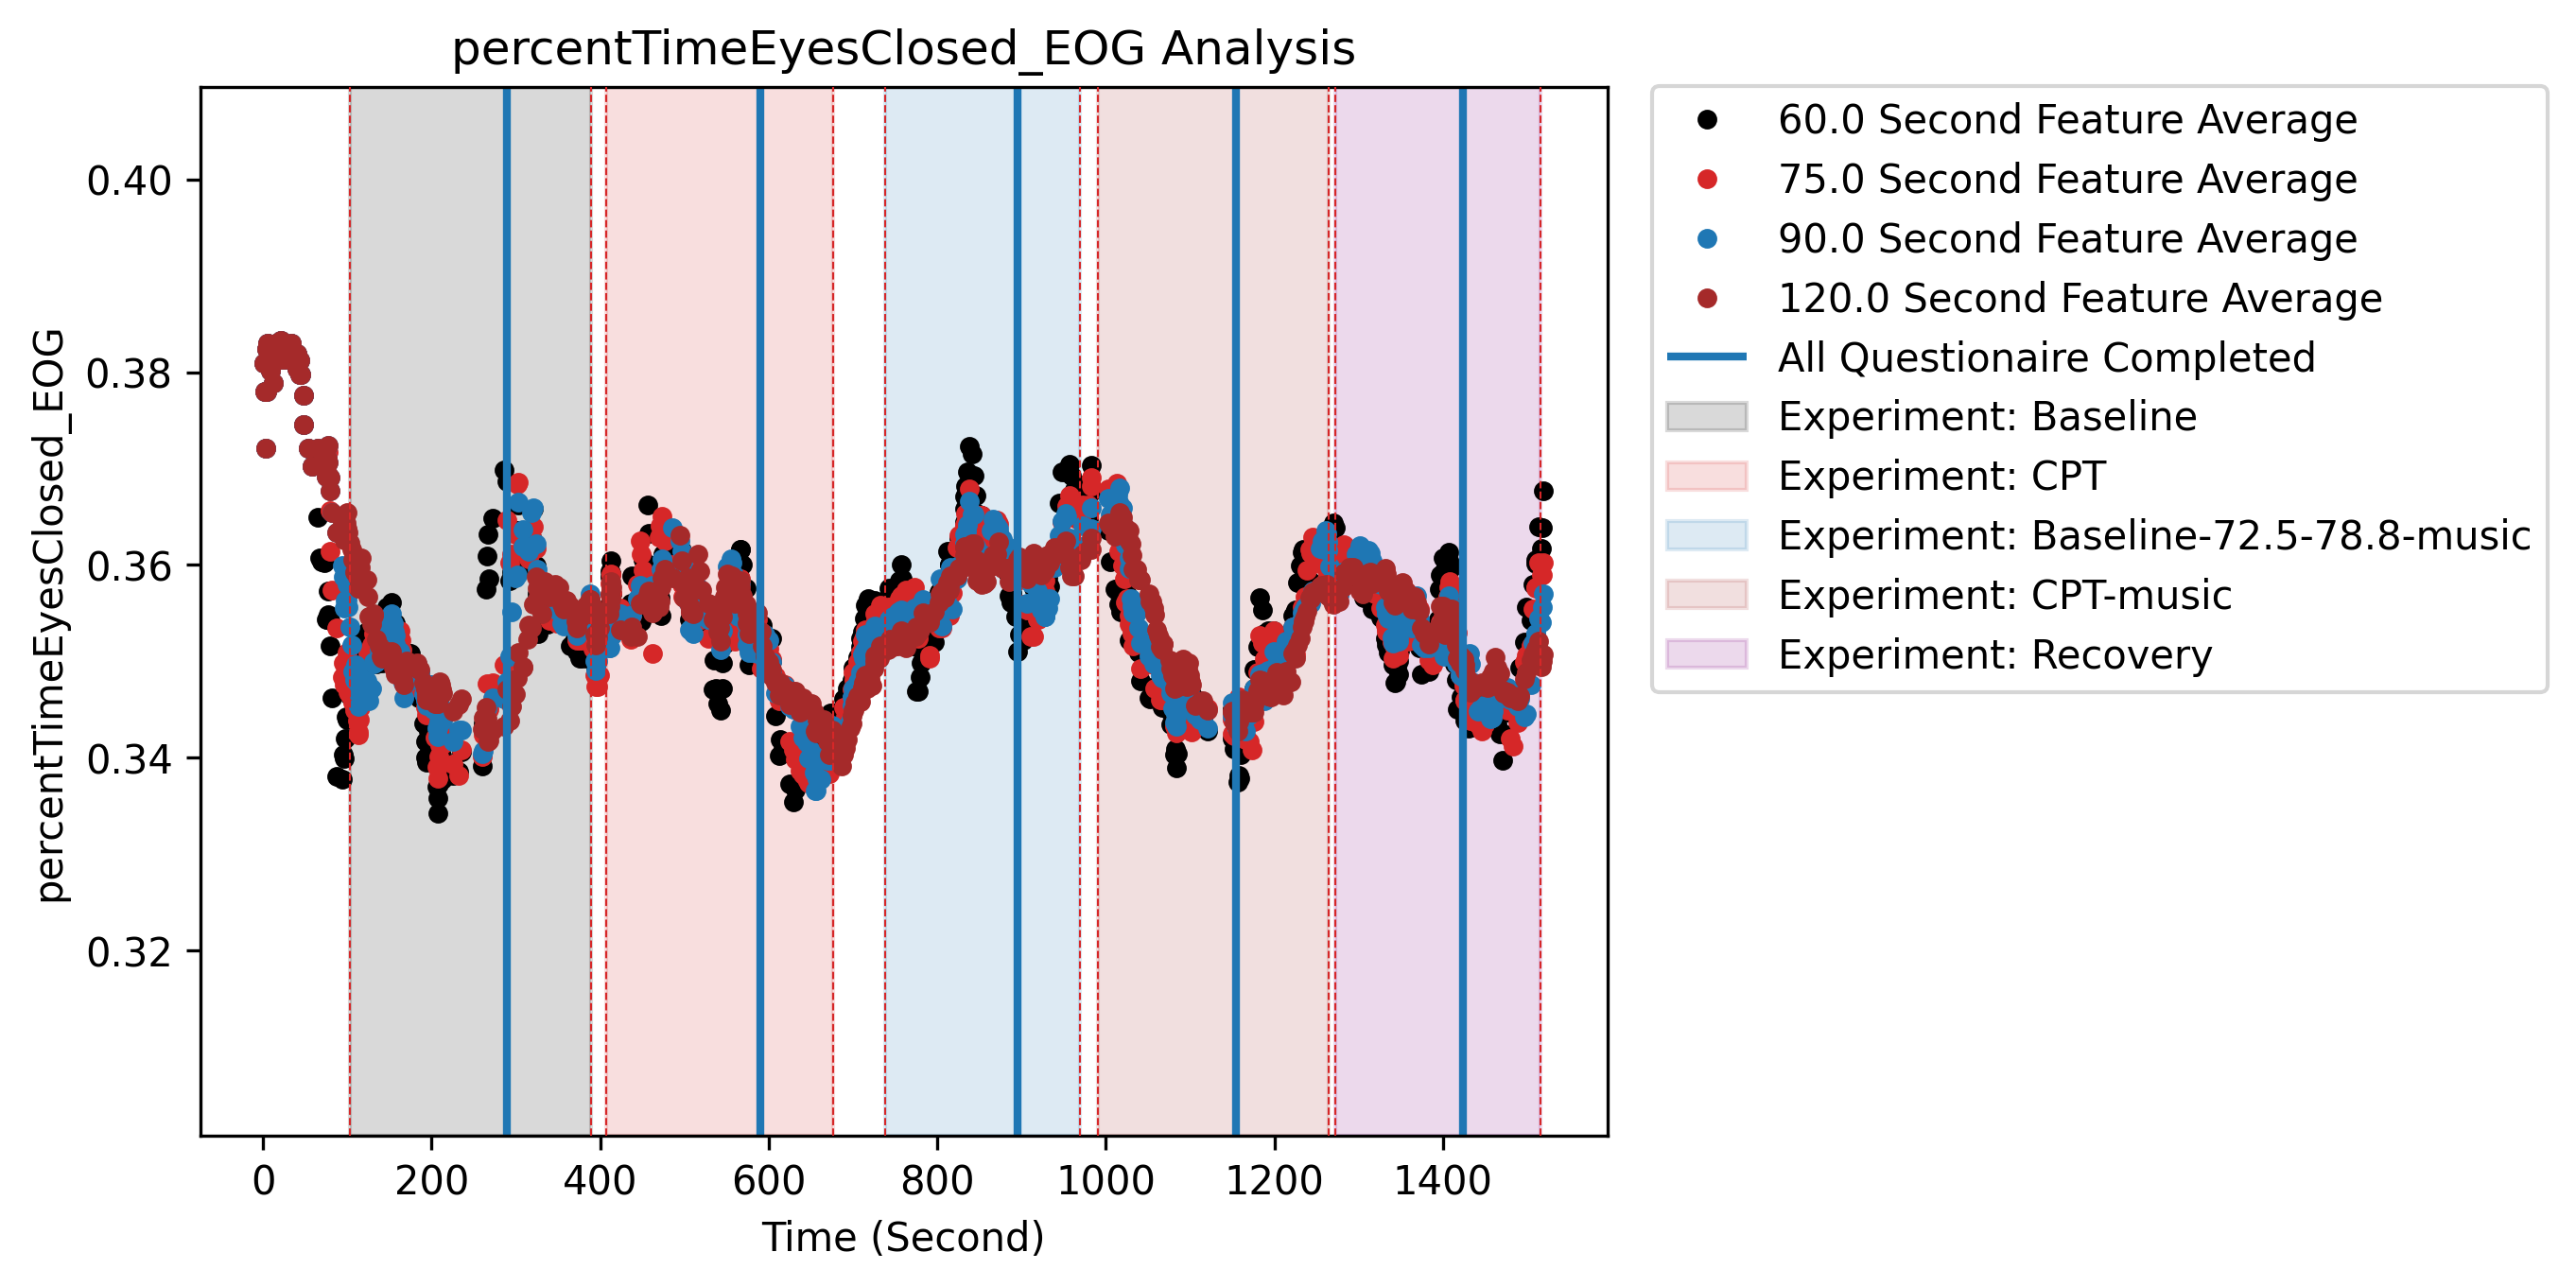 percentTimeEyesClosed_EOG Analysis
percentTimeEyesClosed_EOG
0.40
0.38
0.36
0.34
0.32
0 200 400 600 800 1000 1200 1400
Time (Second)
60.0 Second Feature Average
75.0 Second Feature Average
90.0 Second Feature Average
120.0 Second Feature Average
All Questionaire Completed
Experiment: Baseline
Experiment: CPT
Experiment: Baseline-72.5-78.8-music
Experiment: CPT-music
Experiment: Recovery